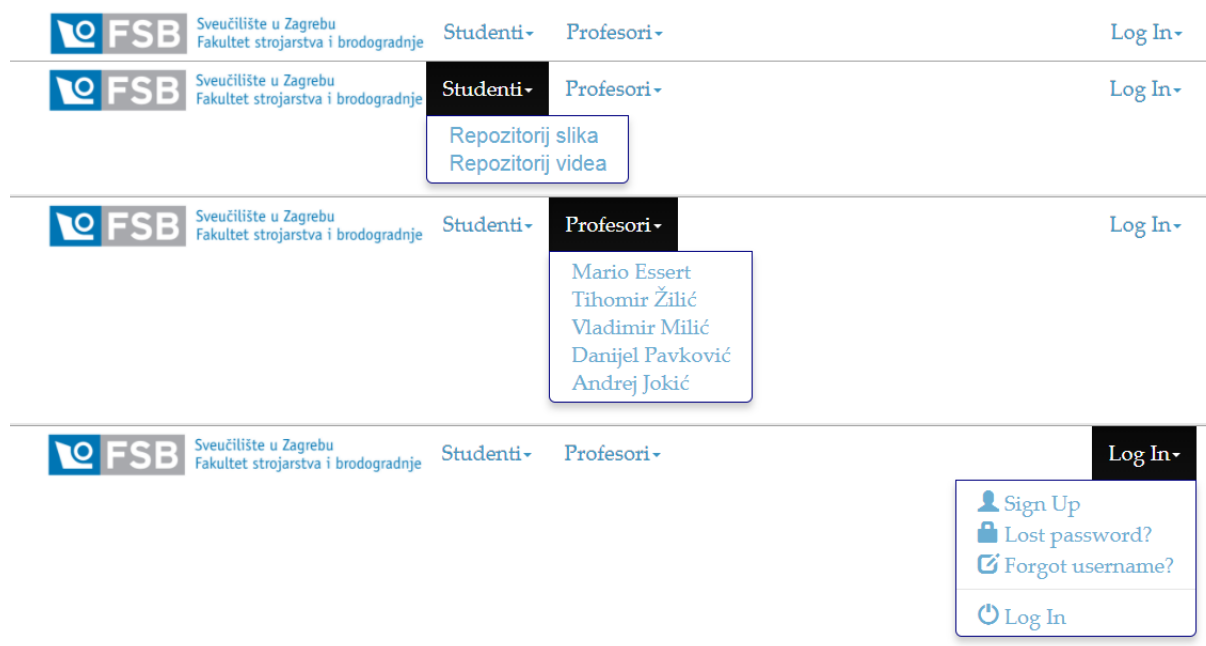 FSB Sveučilište u Zagrebu
Fakultet strojarstva i brodogradnje
Studenti Profesori Log In
FSB Sveučilište u Zagrebu
Fakultet strojarstva i brodogradnje
Studenti Profesori Log In
Repozitorij slika
Repozitorij videa
FSB Sveučilište u Zagrebu
Fakultet strojarstva i brodogradnje
Studenti Profesori Log In
Mario Essert
Tihomir Žilić
Vladimir Milić
Danijel Pavković
Andrej Jokić
FSB Sveučilište u Zagrebu
Fakultet strojarstva i brodogradnje
Studenti Profesori Log In
Sign Up
Lost password?
Forgot username?
Log In